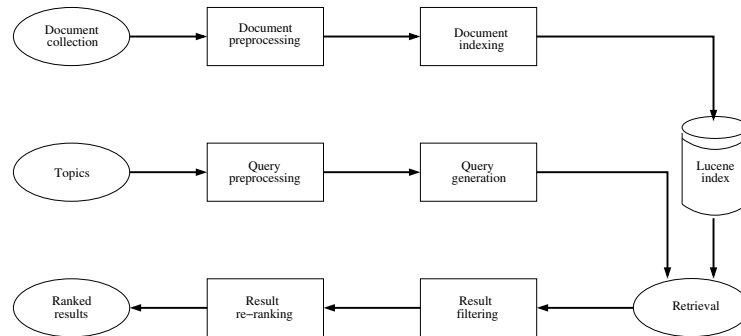 Document
collection
Document
preprocessing
Document
indexing
Topics
Query
preprocessing
Query
generation
Lucene
index
Ranked
results
Result
re−ranking
Result
filtering
Retrieval